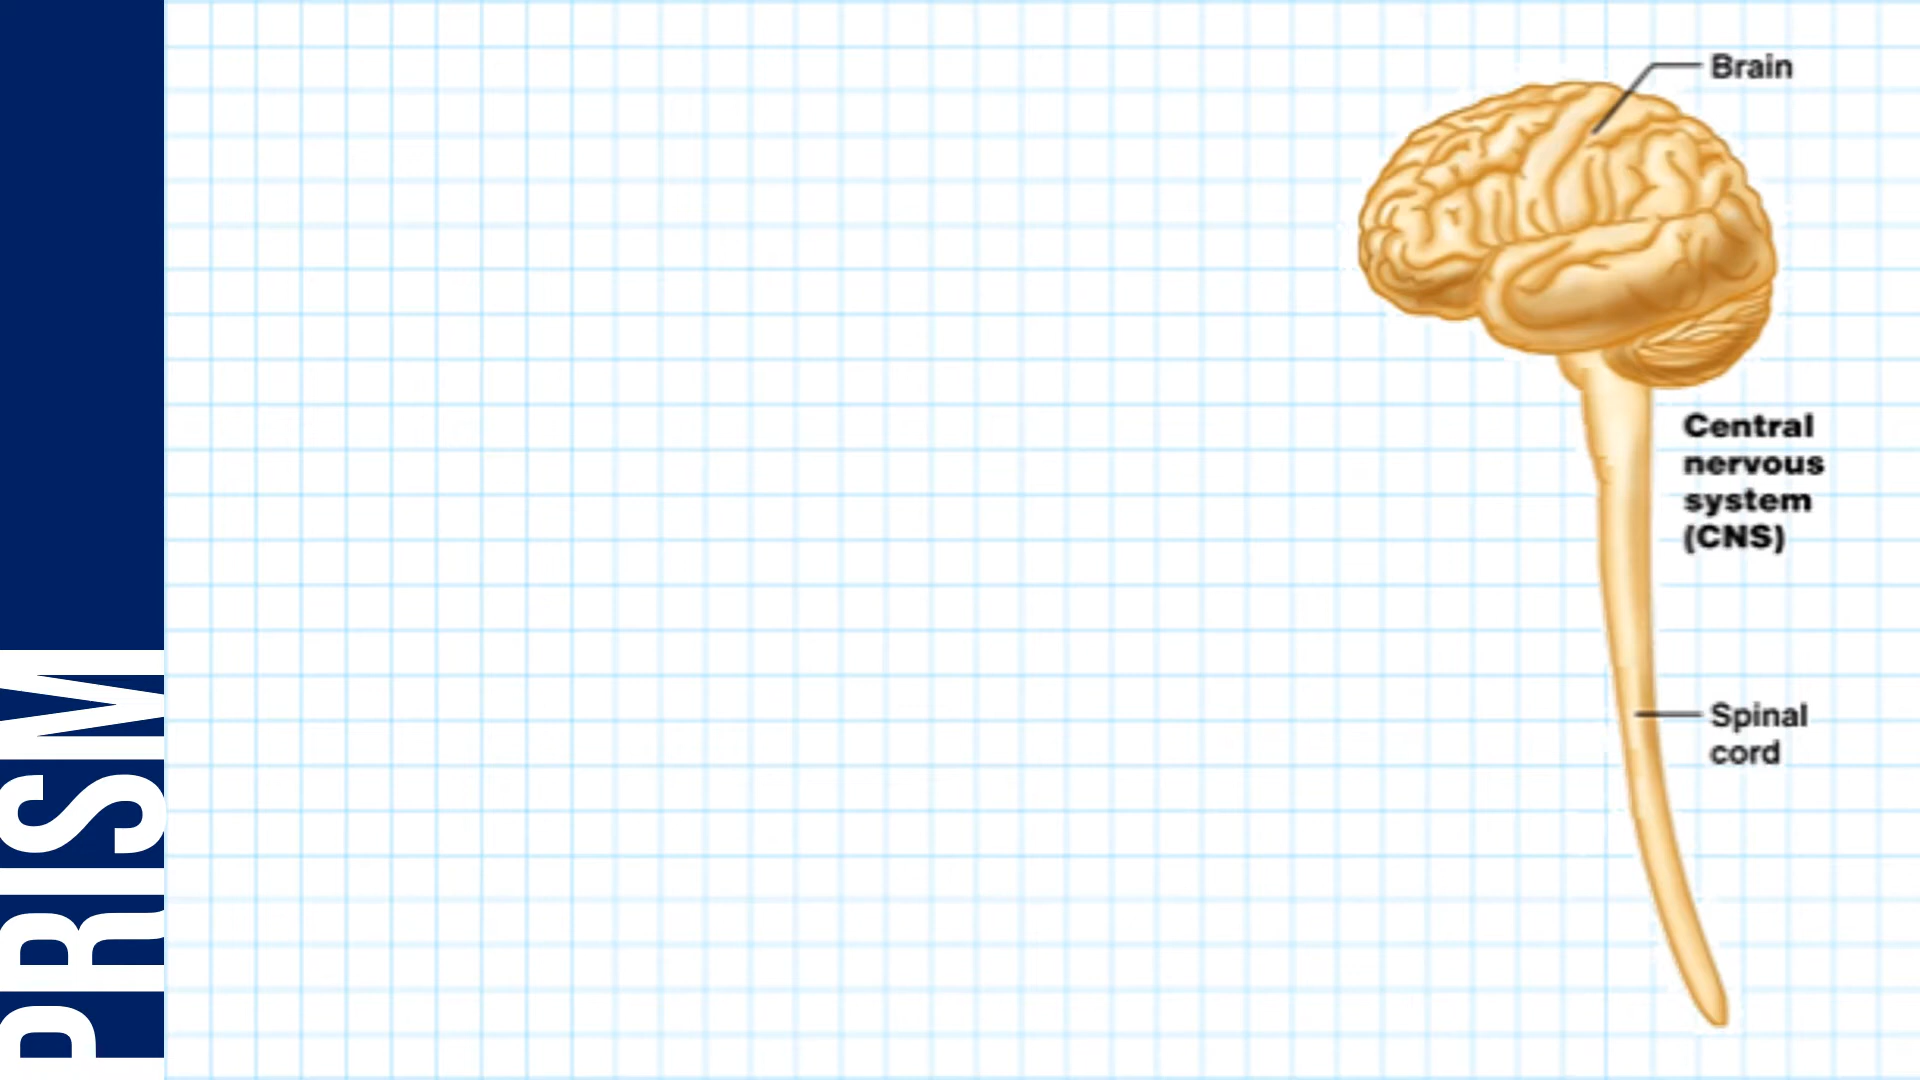 PRISM
Brain
Central
nervous
system
(CNS)
Spinal
cord